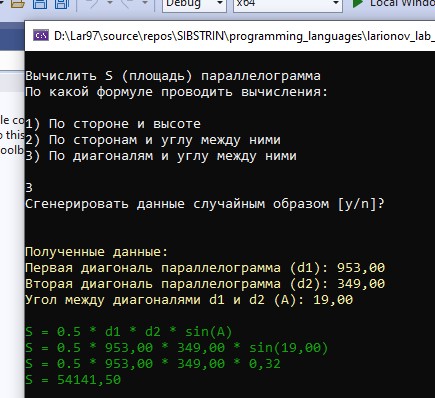 Debug x64 Local Windo
D:\Lar97\source\repos\SIBSTRIN\programming_languages\larionov_lab_
Вычислить S (площадь) параллелограмма
По какой формуле проводить вычисления:
1) По стороне и высоте
2) По сторонам и углу между ними
3) По диагоналям и углу между ними
3
Сгенерировать данные случайным образом [y/n]?
Полученные данные:
Первая диагональ параллелограмма (d1): 953,00
Вторая диагональ параллелограмма (d2): 349,00
Угол между диагоналями d1 и d2 (A): 19,00
S = 0.5 * d1 * d2 * sin(A)
S = 0.5 * 953,00 * 349,00 * sin(19,00)
S = 0.5 * 953,00 * 349,00 * 0,32
S = 54141,50
le co
o this
oolb